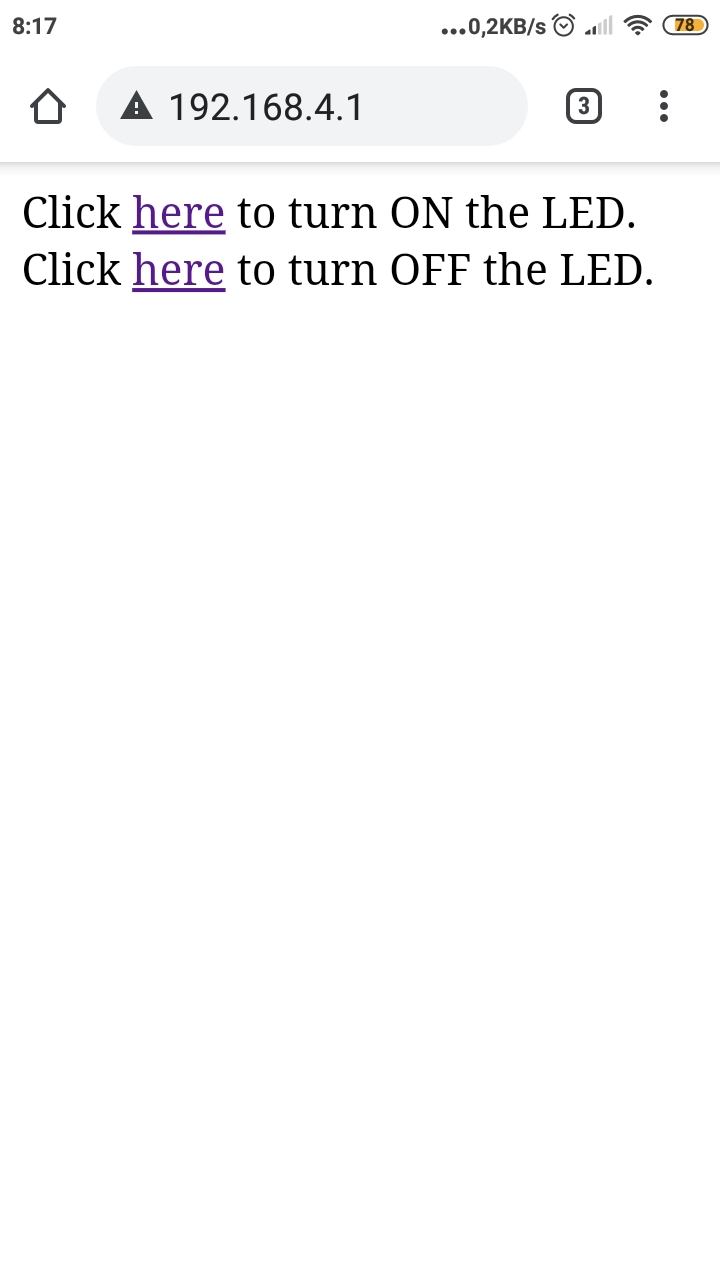 8:17
...0,2KB/s 78
192.168.4.1 3
Click here to turn ON the LED.
Click here to turn OFF the LED.